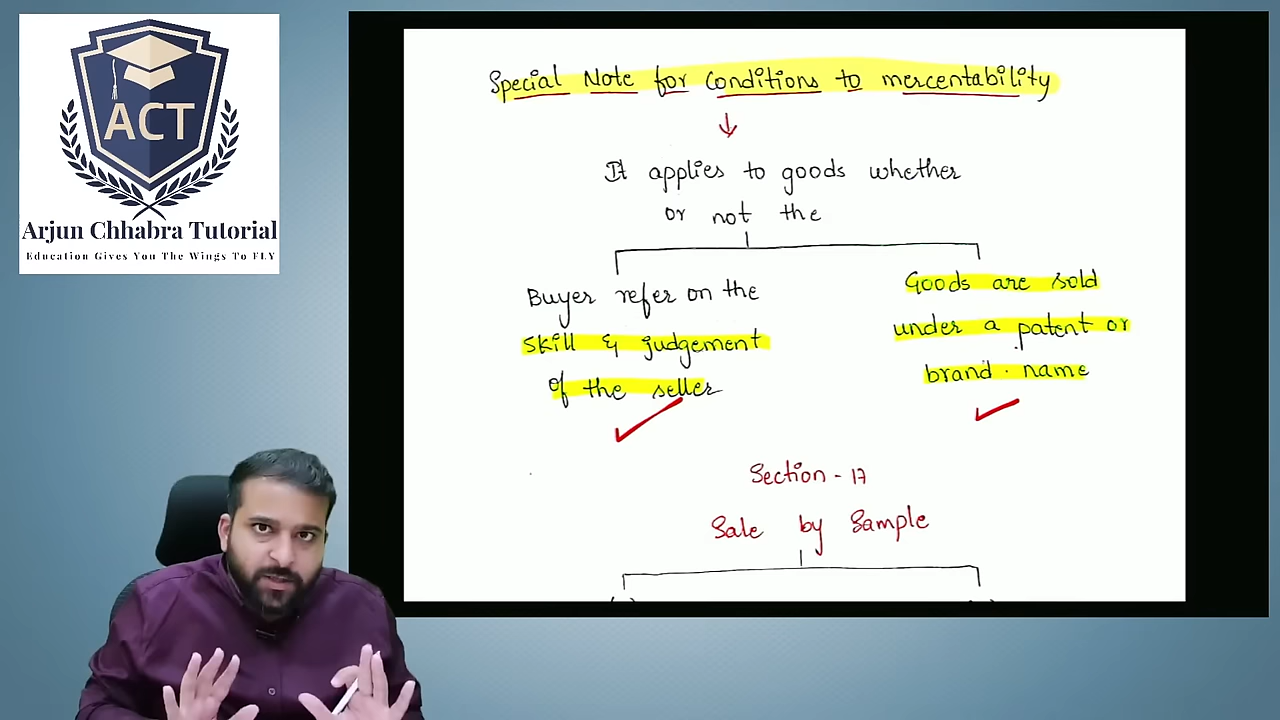 ACT
Arjun Chhabra Tutorial
Education Gives You The Wings To FLY
Special Note for Conditions to mercentability
It applies to goods whether
or not the
Buyer refer on the
Skill & judgement
of the seller
Goods are sold
under a patent or
brand name
Section - 17
Sale by Sample